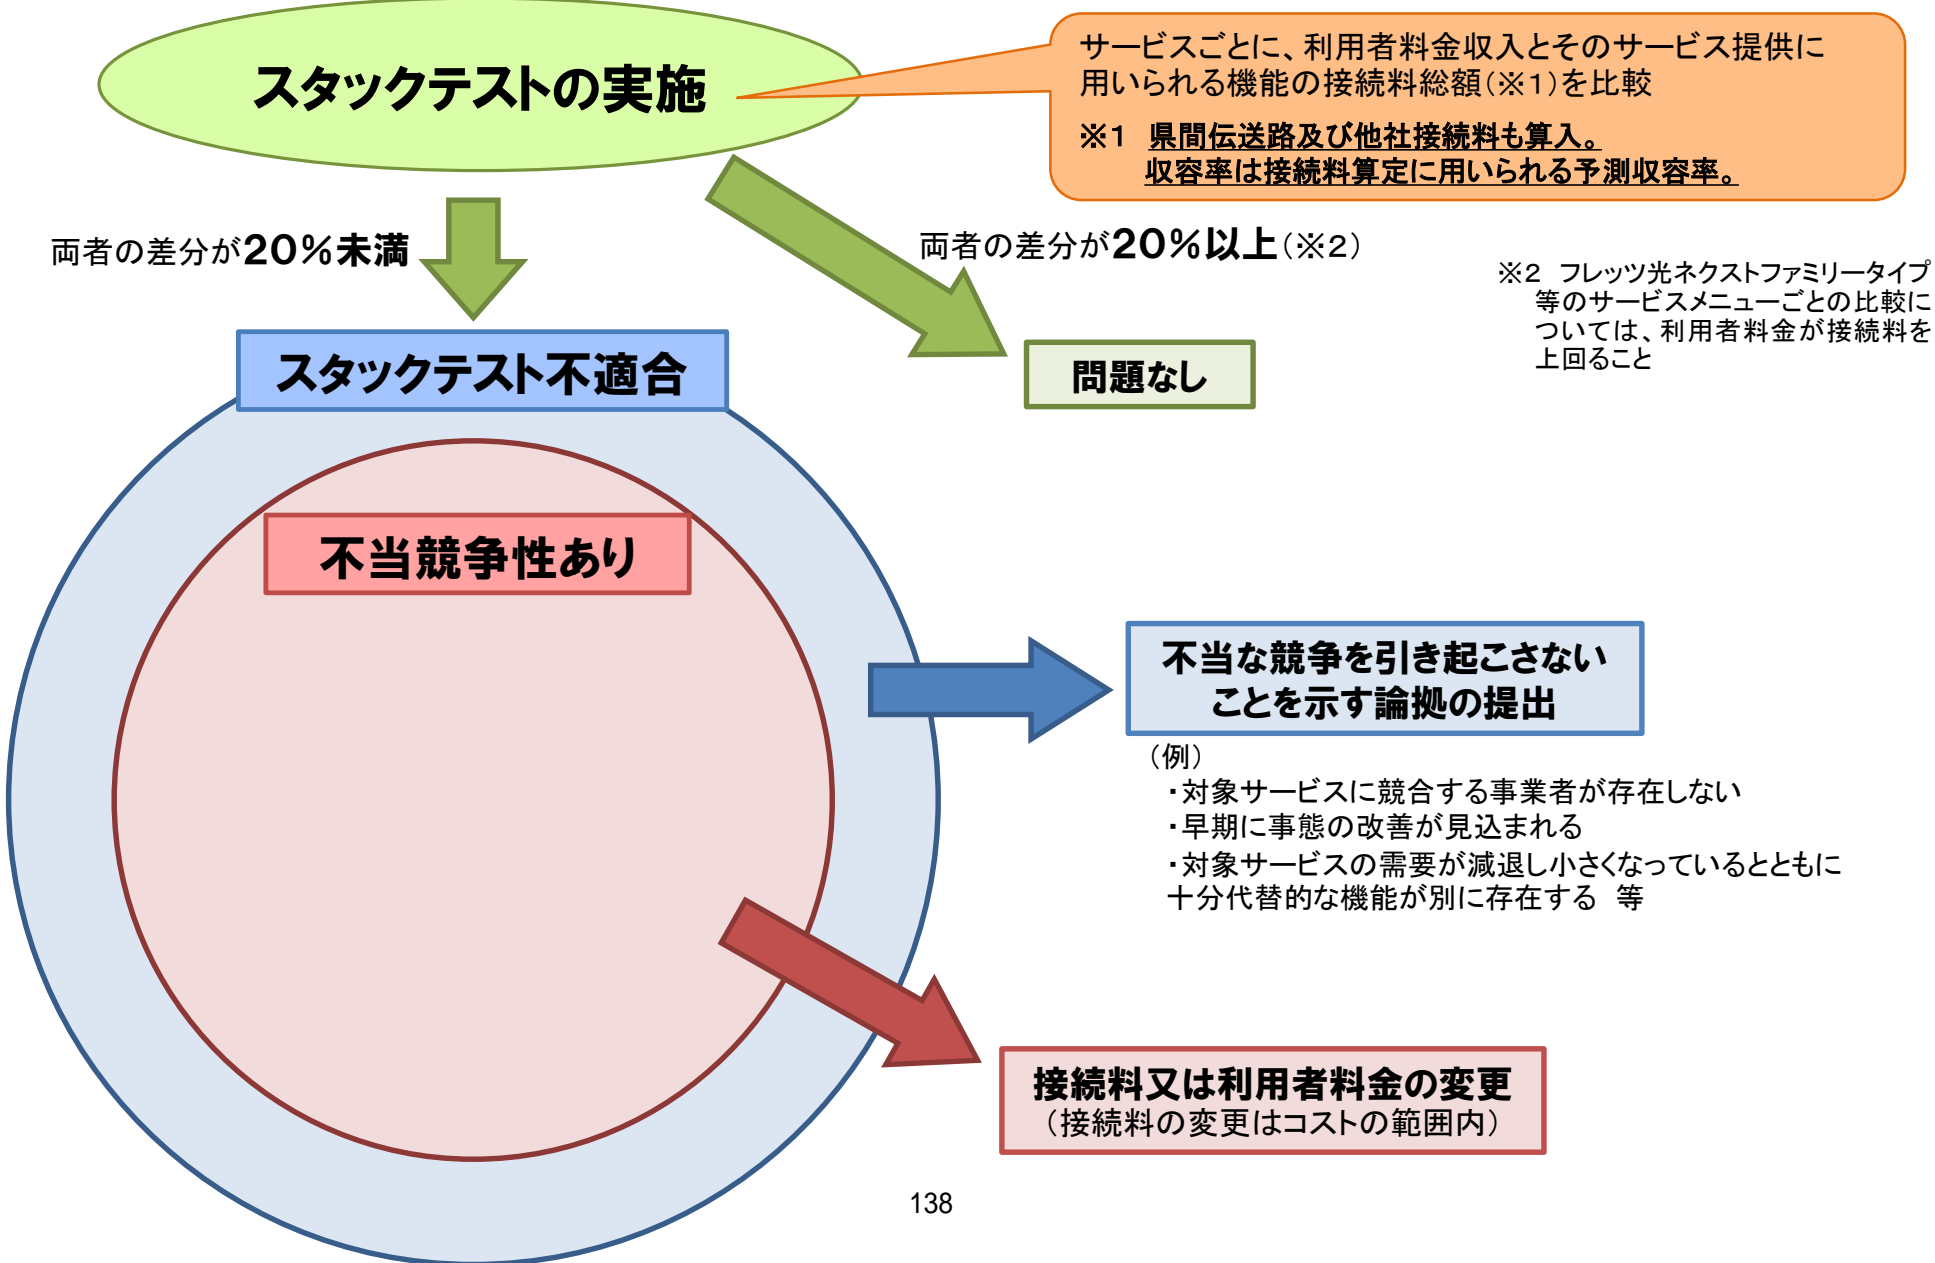 スタックテストの実施
サービスごとに、利用者料金収入とそのサービス提供に
用いられる機能の接続料総額(※1)を比較
※1 県間伝送路及び他社接続料も算入。
収容率は接続料算定に用いられる予測収容率。
両者の差分が20%未満
両者の差分が20%以上(※2)
※2 フレッツ光ネクストファミリータイプ
等のサービスメニューごとの比較に
ついては、利用者料金が接続料を
上回ること
スタックテスト不適合
問題なし
不当競争性あり
不当な競争を引き起こさない
ことを示す論拠の提出
(例)
・対象サービスに競合する事業者が存在しない
・早期に事態の改善が見込まれる
・対象サービスの需要が減退し小さくなっているとともに
十分代替的な機能が別に存在する 等
接続料又は利用者料金の変更
(接続料の変更はコストの範囲内)
138